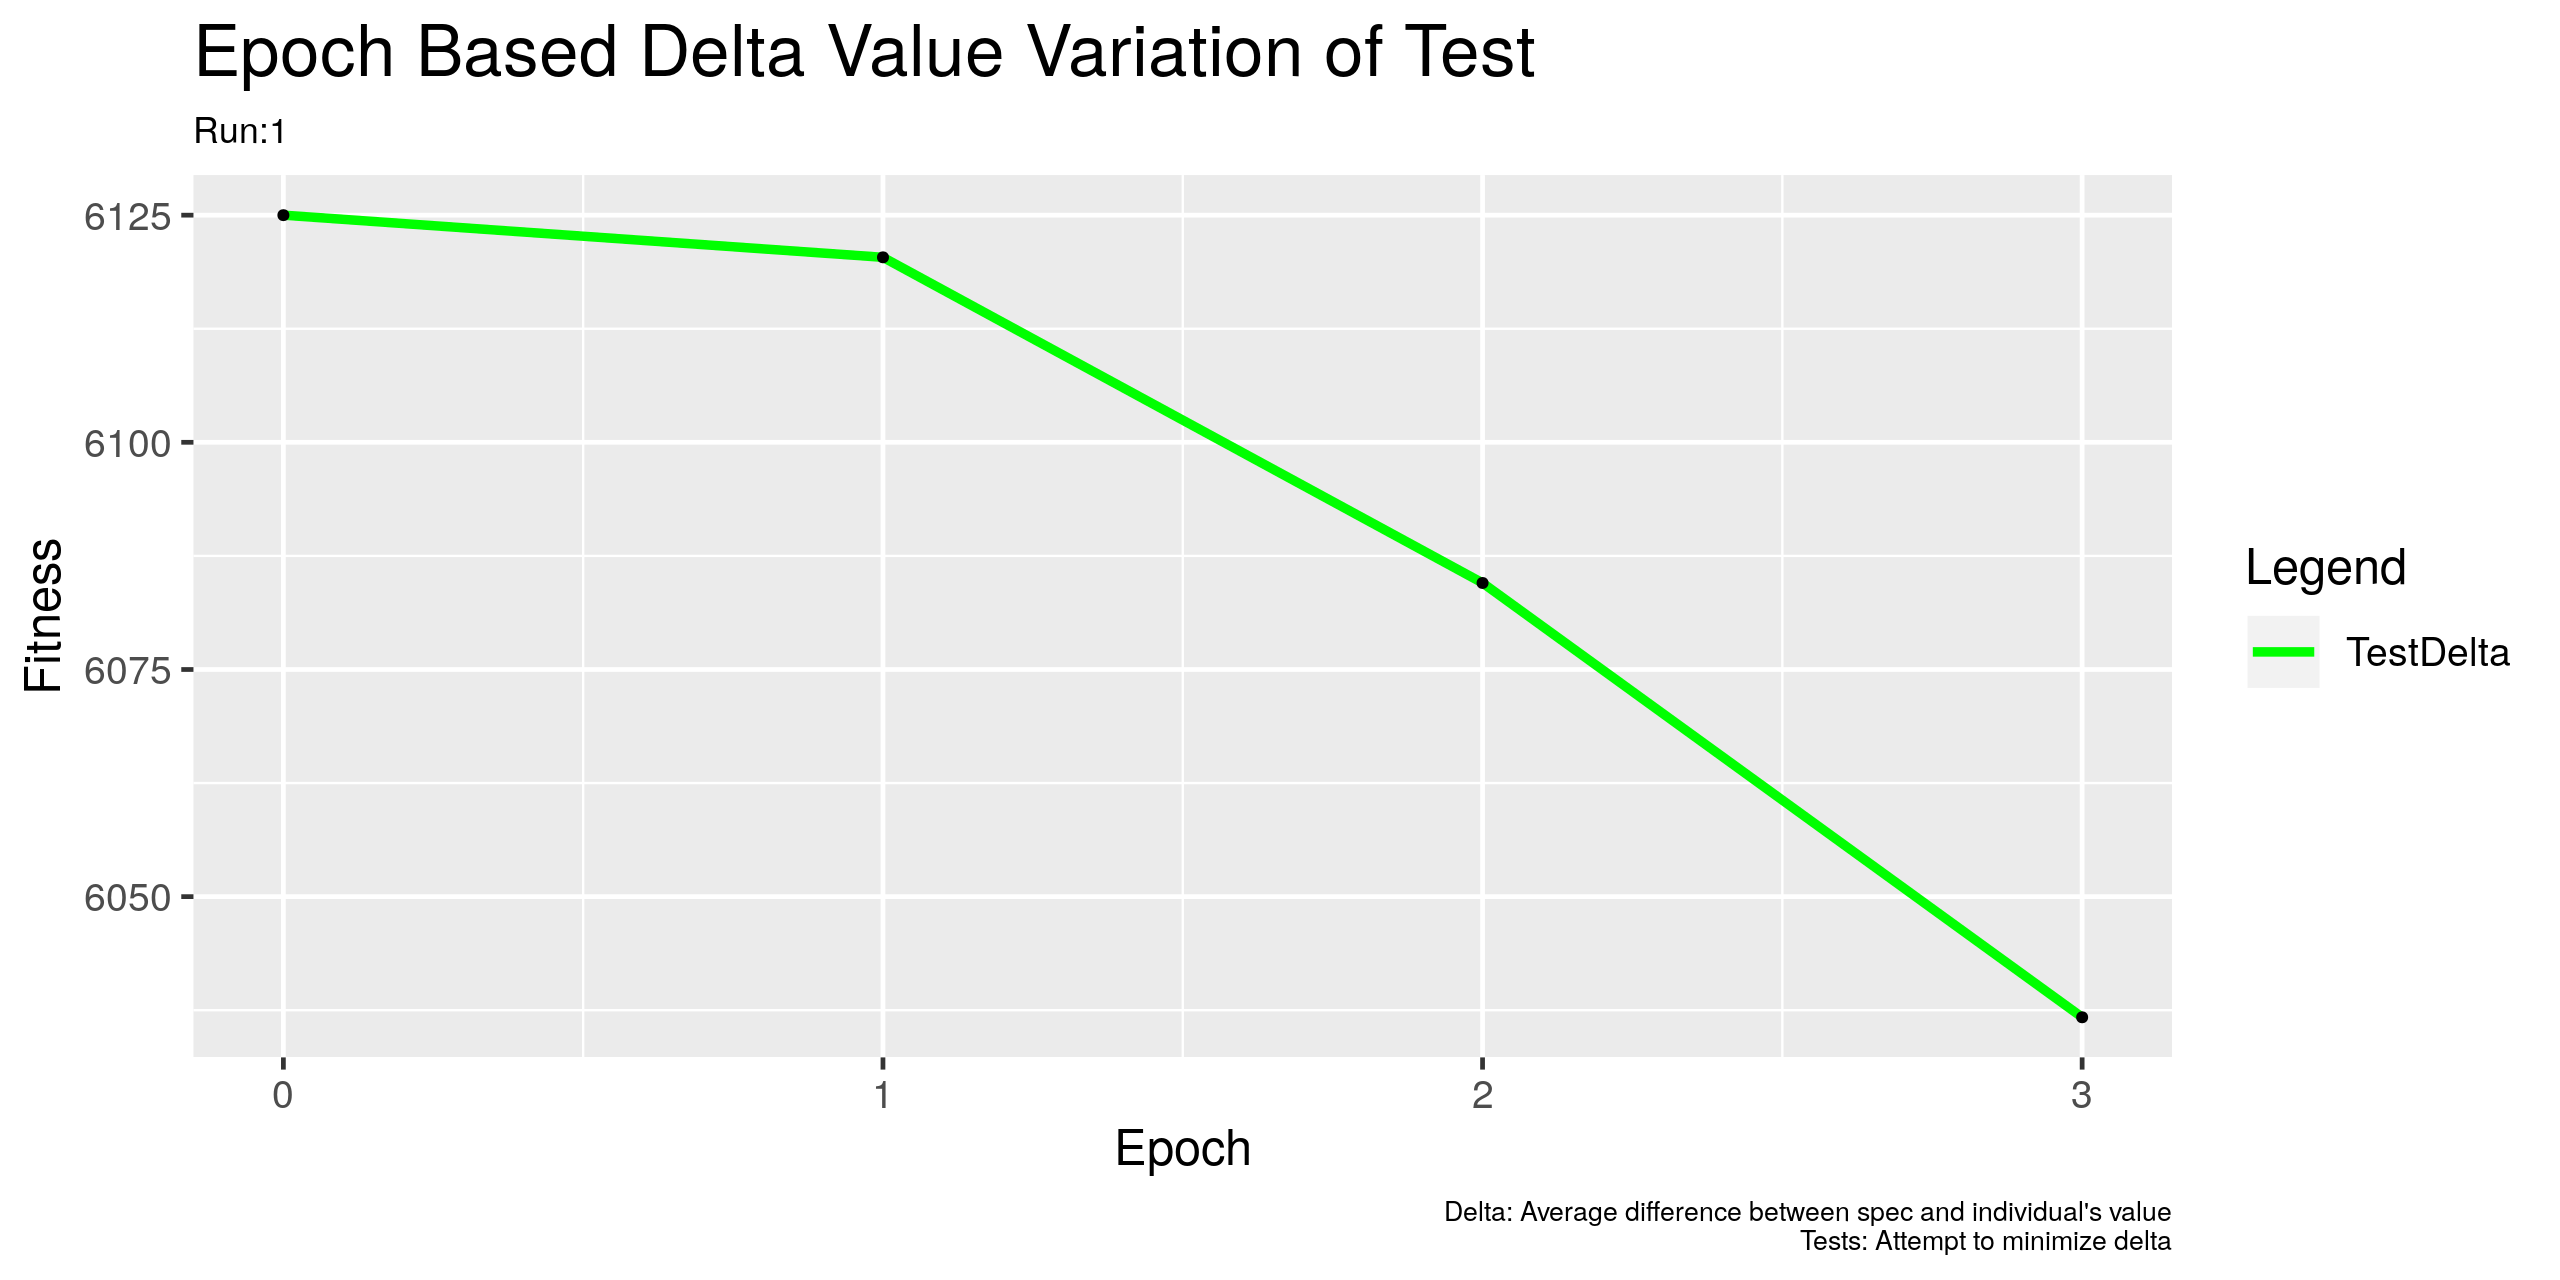 Epoch Based Delta Value Variation of Test
Run:1
Fitness
6125
6100
6075
6050
0
1
2
3
Epoch
Legend
TestDelta
Delta: Average difference between spec and individual's value
Tests: Attempt to minimize delta